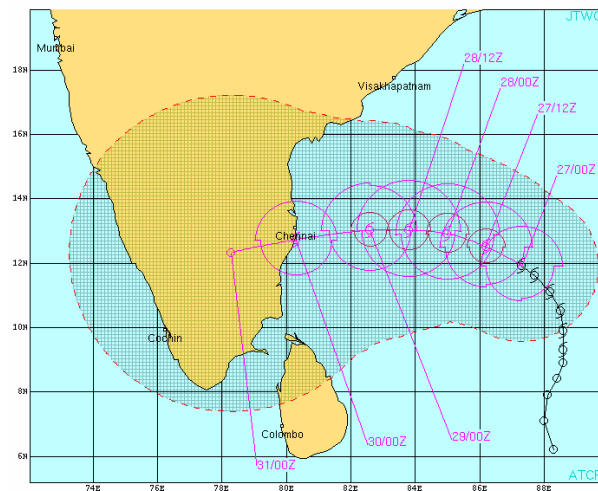 JTWC
Mumbai
18N
28/12Z
Visakhapatnam
28/00Z
16N
27/12Z
27/00Z
14N
Chennai
12N
10N
Cochin
8N
Colombo
30/00Z
29/00Z
6N
31/00Z
ATCF
74E
76E
78E
80E
82E
84E
86E
88E